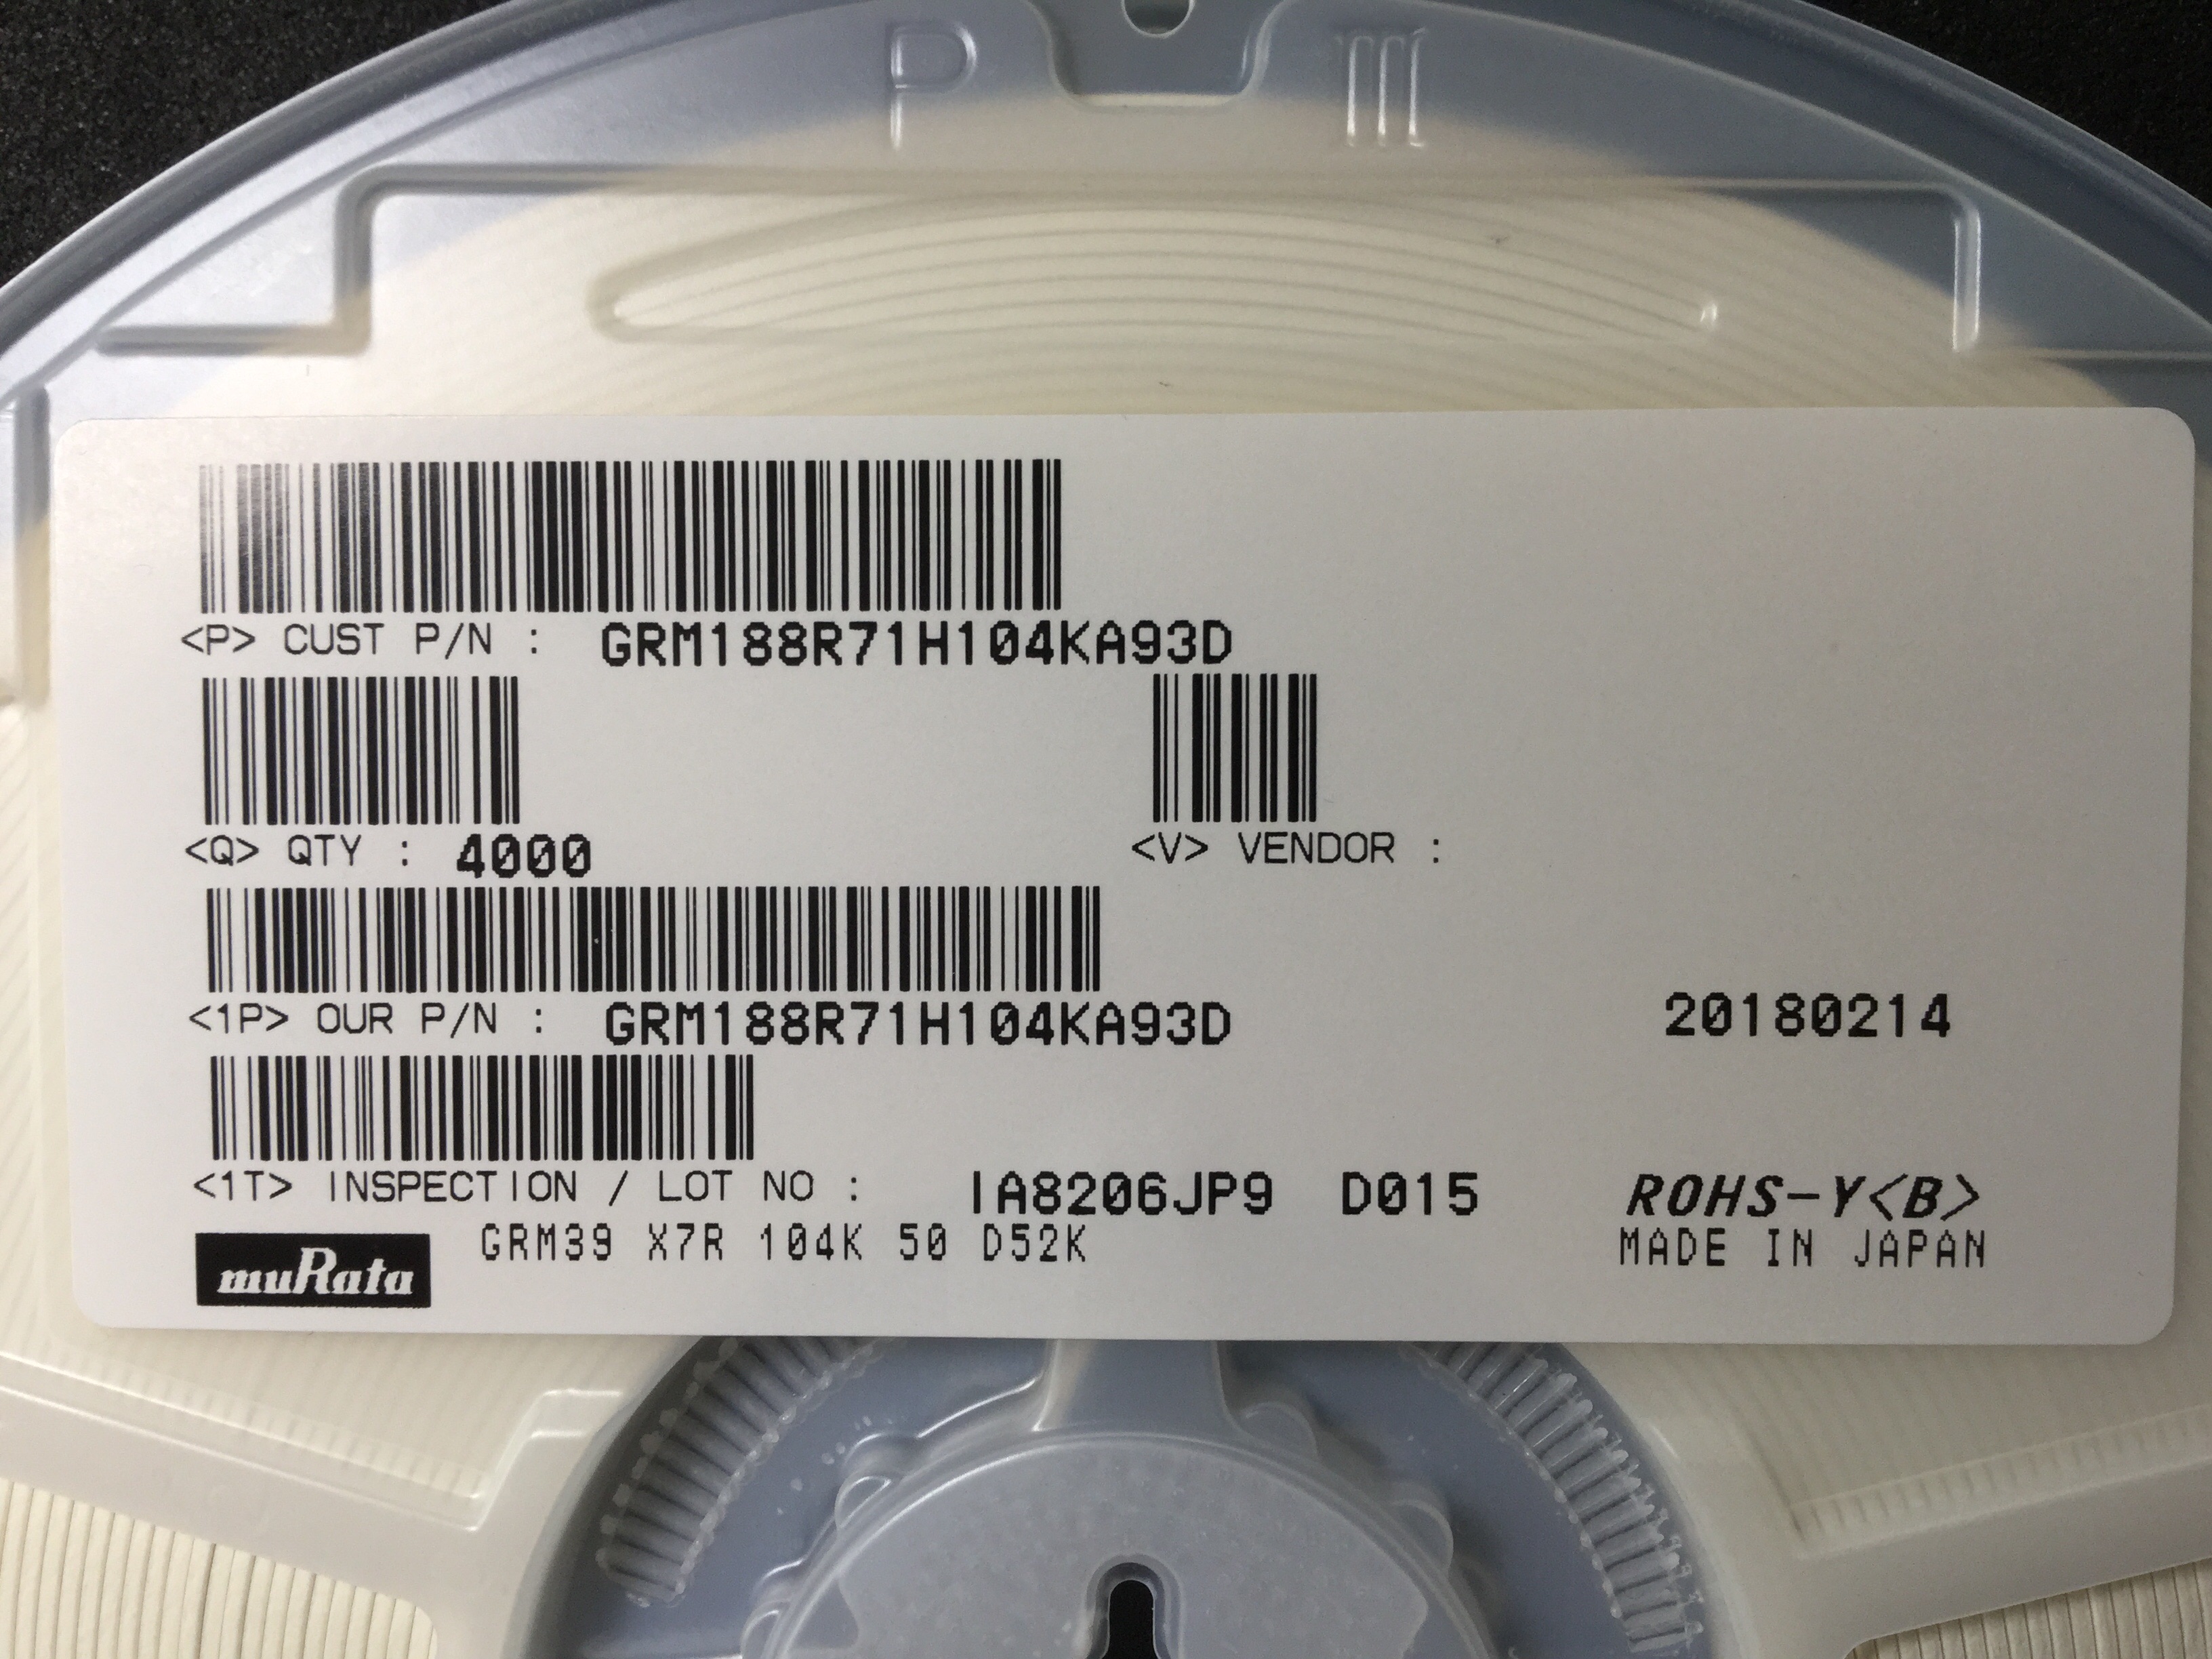 <P> CUST P/N : GRM188R71H104KA93D
<Q> QTY : 4000
<V> VENDOR :
<1P> OUR P/N : GRM188R71H104KA93D
20180214
<1T> INSPECTION / LOT NO : IA8206JP9 D015
ROHS-Y<B>
muRata
GRM39 X7R 104K 50 D52K
MADE IN JAPAN